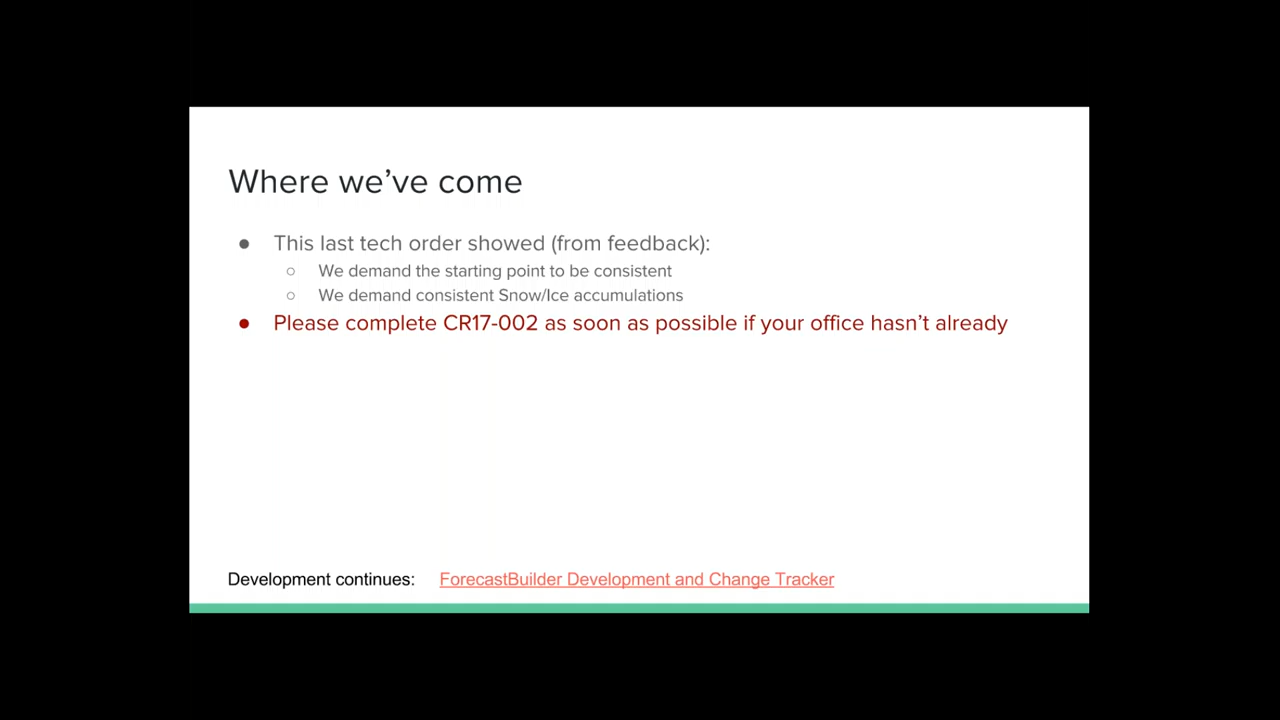 Where we’ve come
● This last tech order showed (from feedback):
○ We demand the starting point to be consistent
○ We demand consistent Snow/Ice accumulations
● Please complete CR17-002 as soon as possible if your office hasn’t already
Development continues: ForecastBuilder Development and Change Tracker